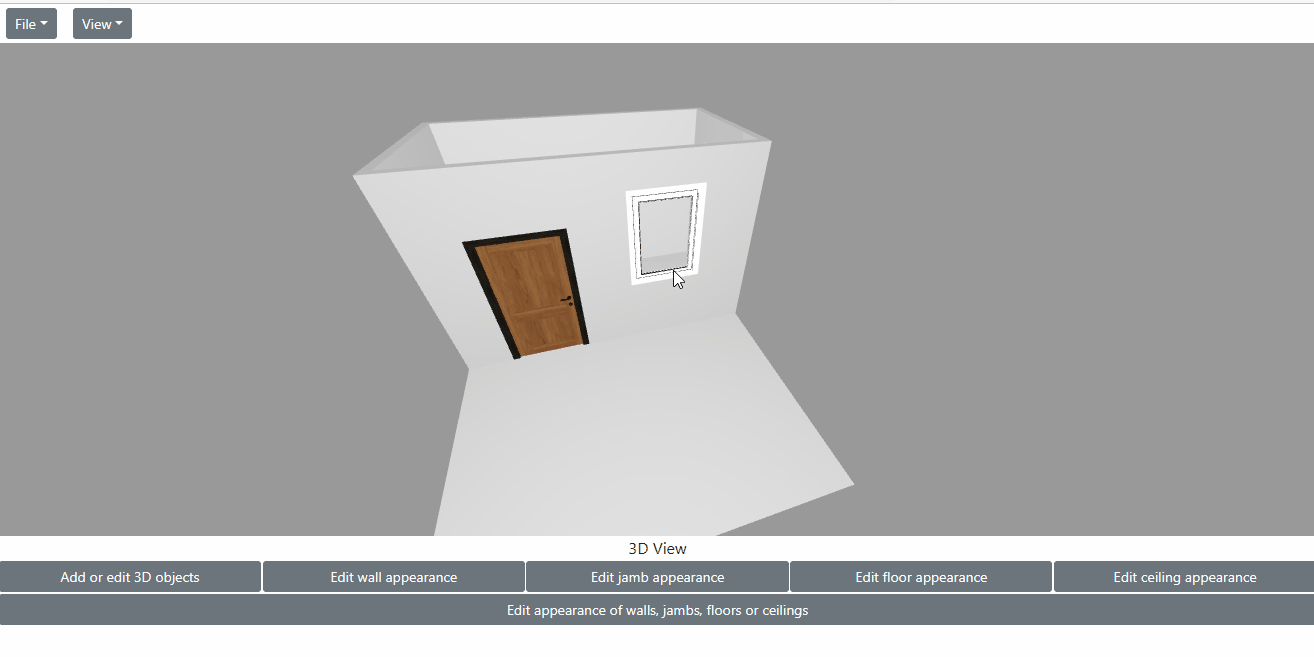 File View
3D View
Add or edit 3D objects Edit wall appearance Edit jamb appearance Edit floor appearance Edit ceiling appearance
Edit appearance of walls, jambs, floors or ceilings